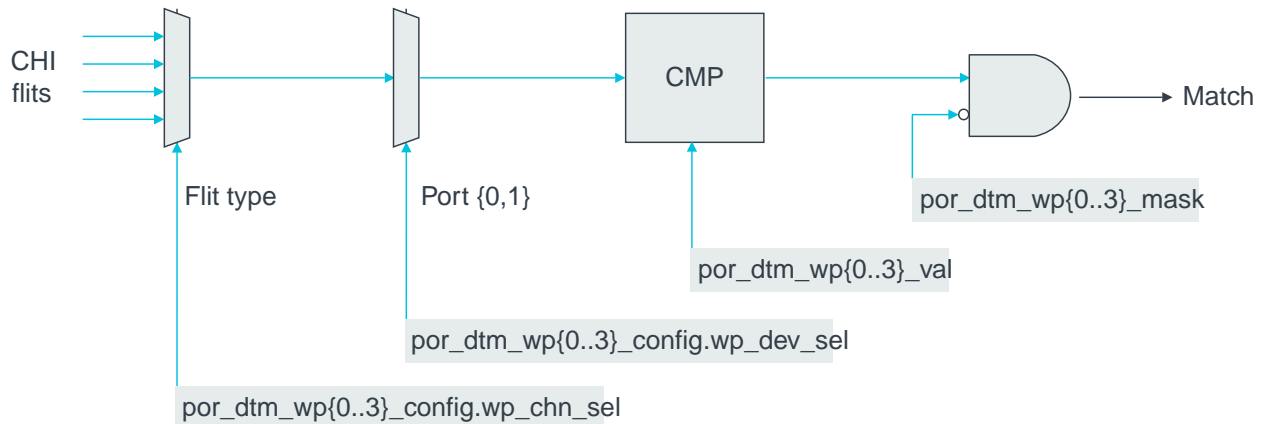 CHI
flits
CMP
Match
Flit type
Port {0,1}
por_dtm_wp{0..3}_mask
por_dtm_wp{0..3}_val
por_dtm_wp{0..3}_config.wp_dev_sel
por_dtm_wp{0..3}_config.wp_chn_sel